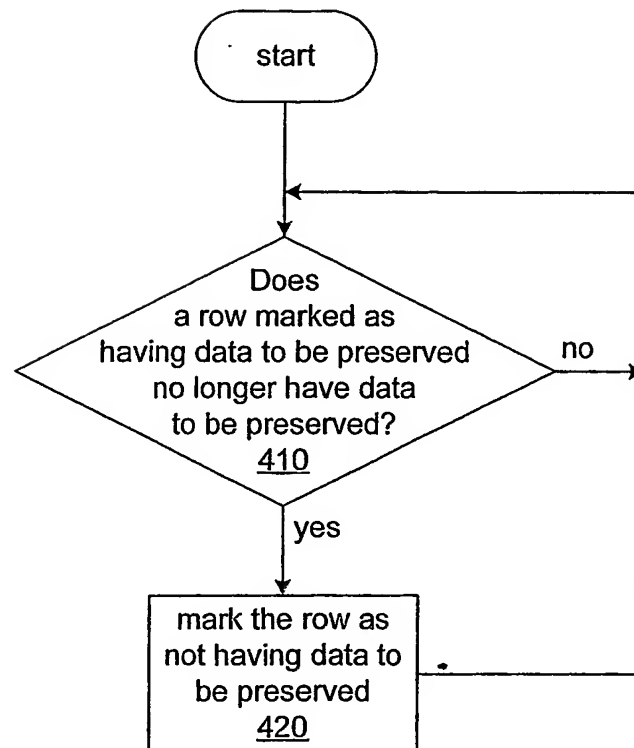 start
Does
a row marked as
having data to be preserved
no longer have data
to be preserved?
410
no
yes
mark the row as
not having data to
be preserved
420